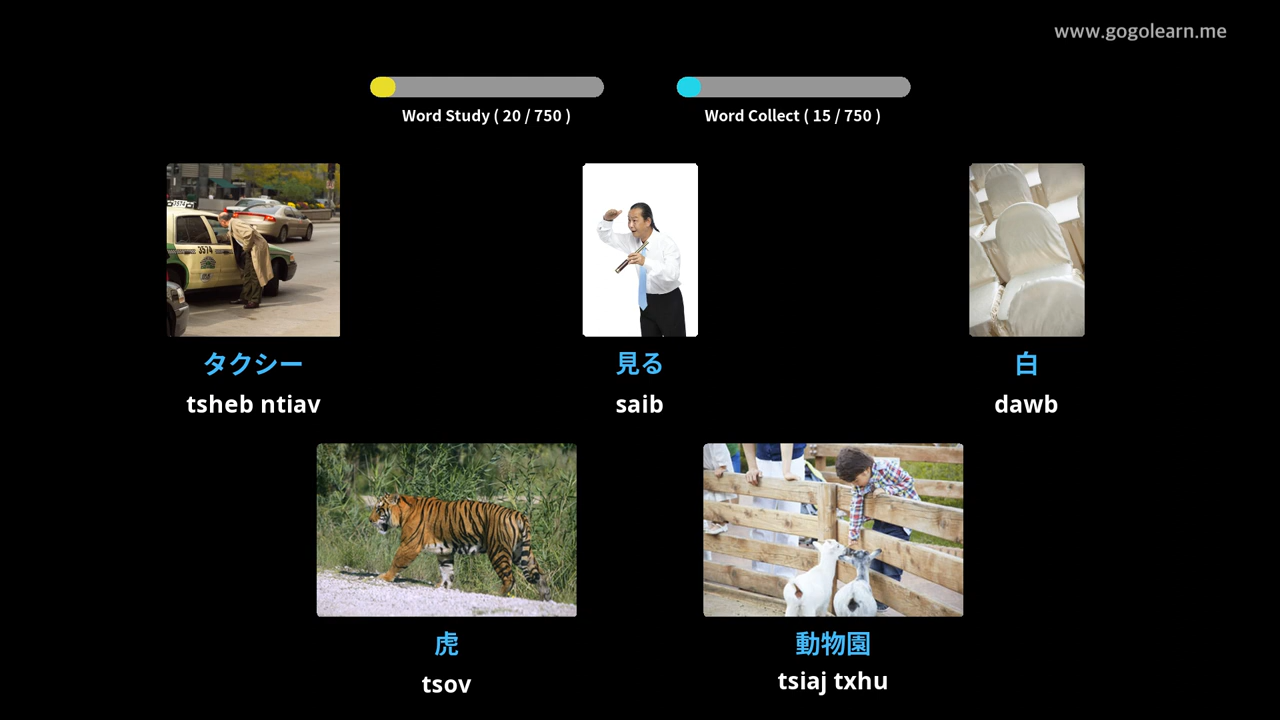 www.gogolearn.me
Word Study ( 20 / 750 )
Word Collect ( 15 / 750 )
3574
タクシー
tsheb ntiav
見る
saib
白
dawb
虎
tsov
動物園
tsiaj txhu